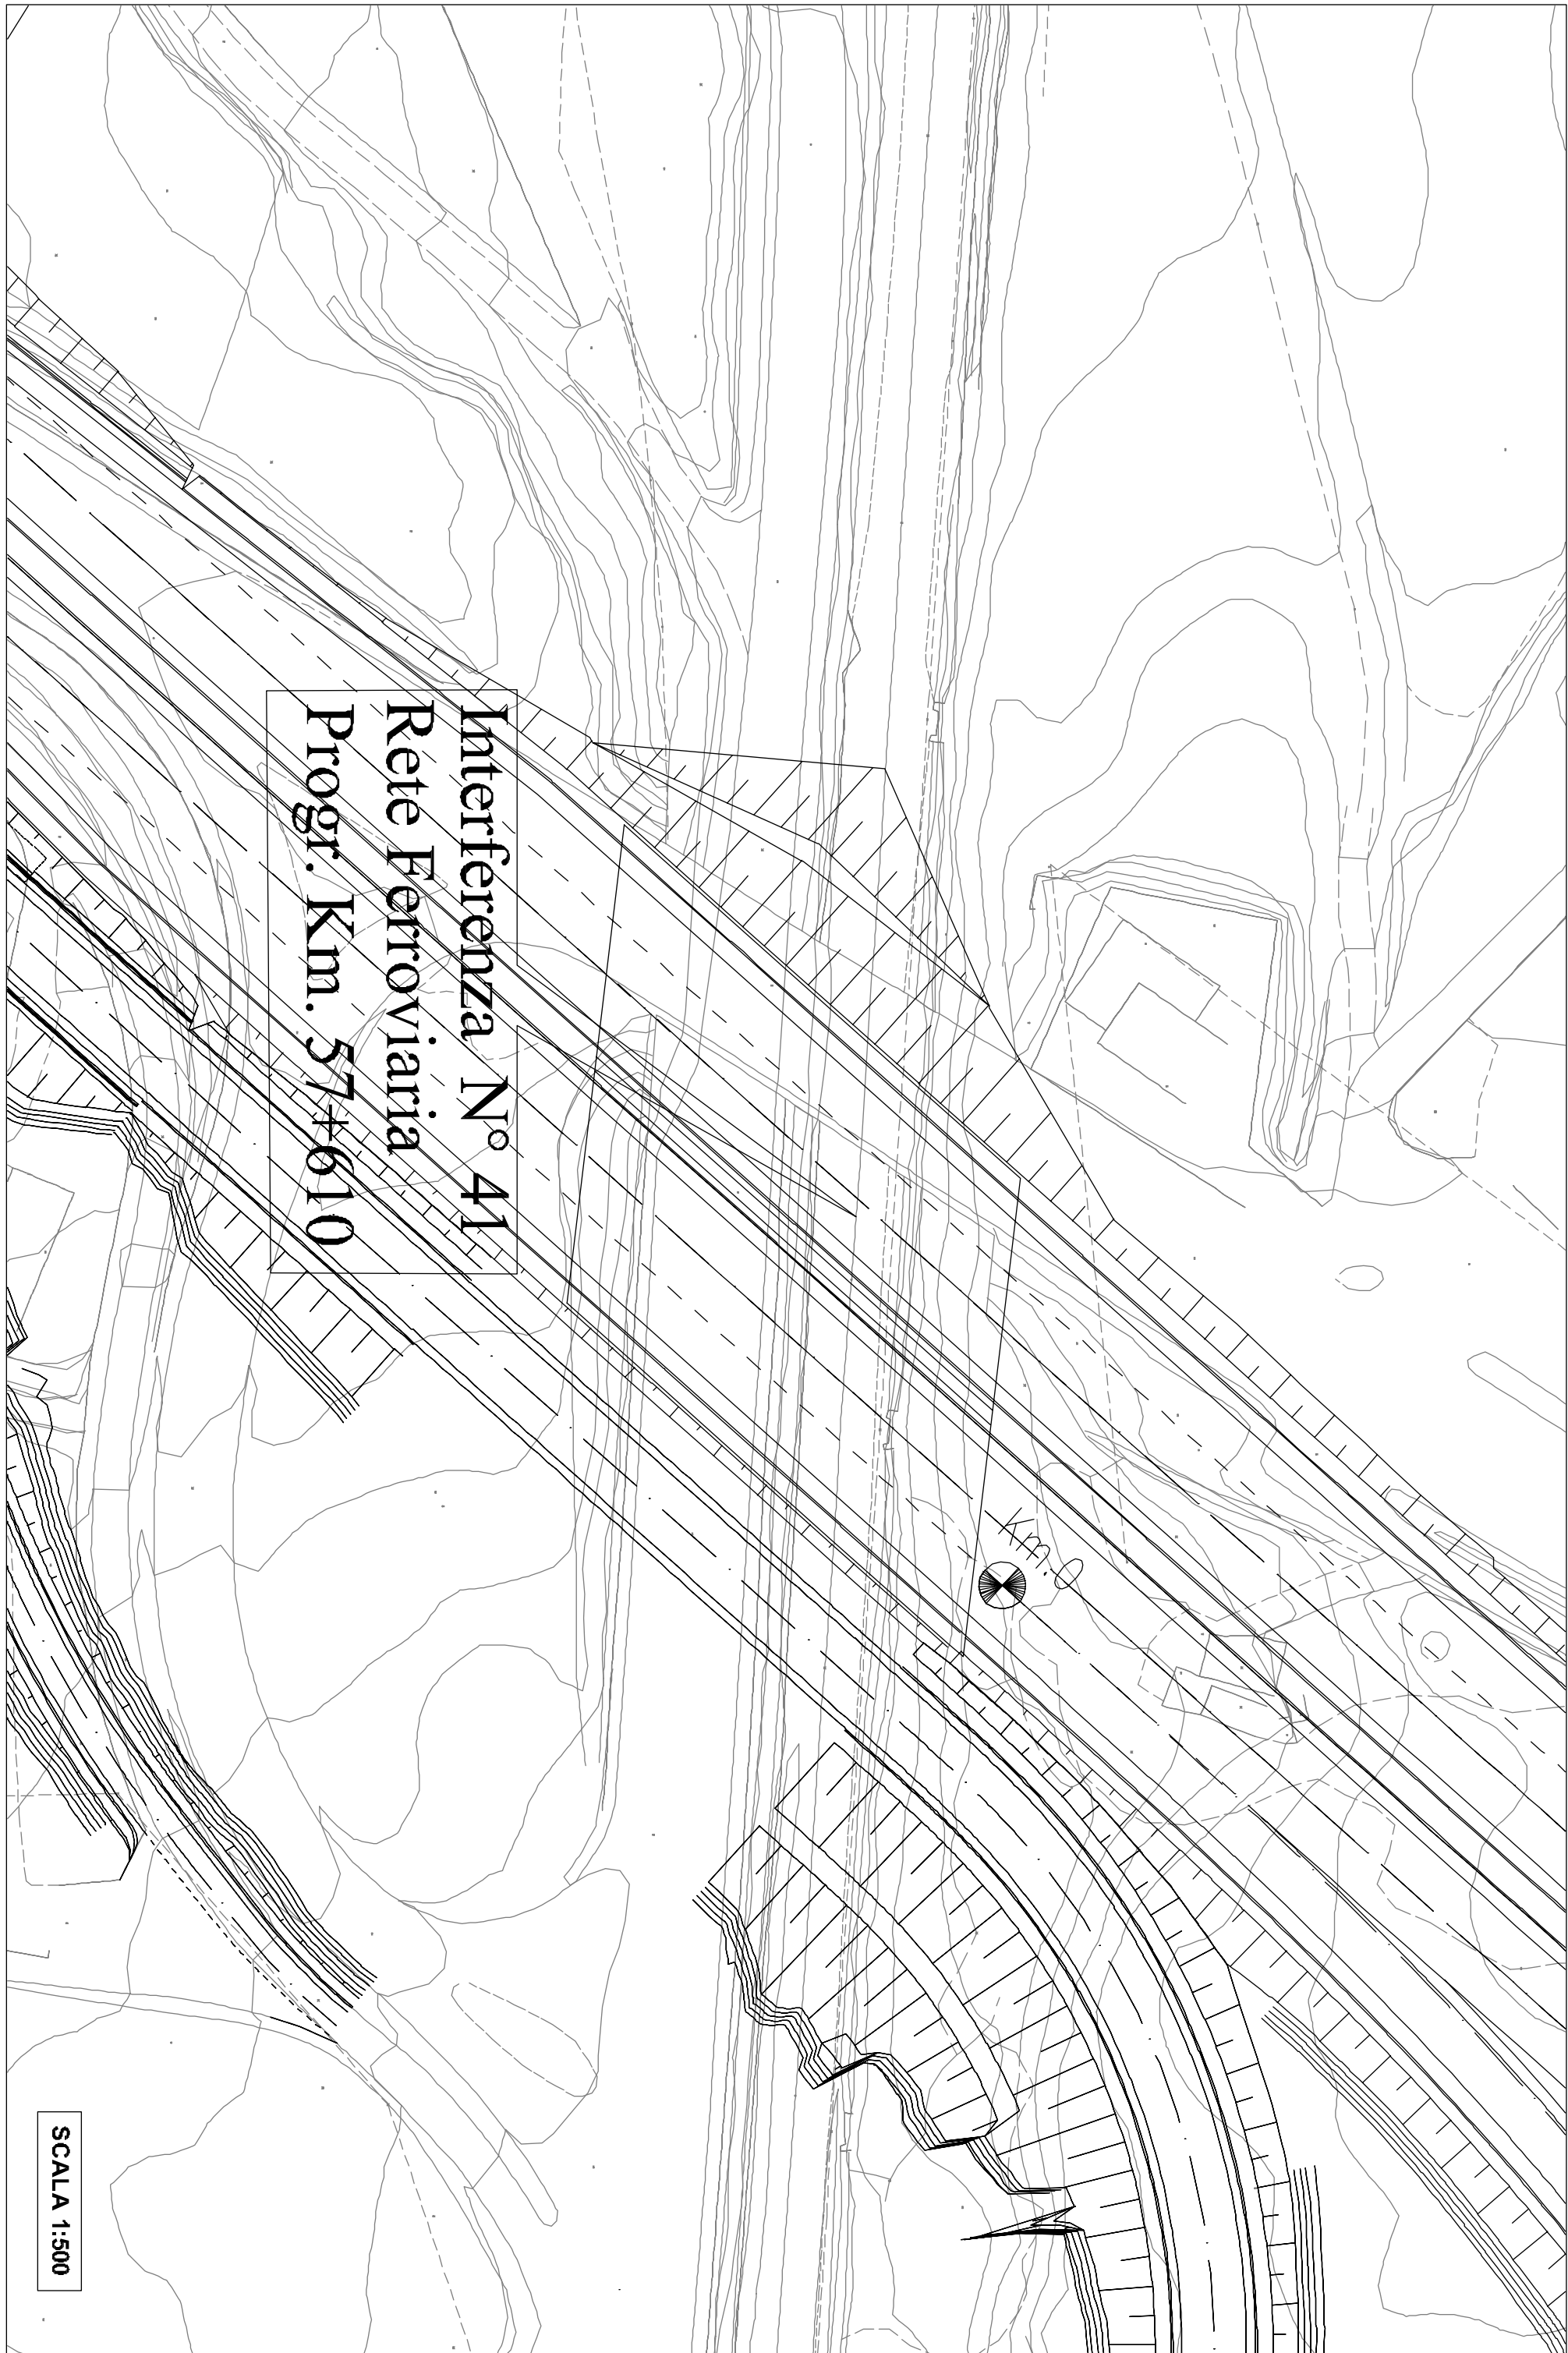 Interferenza N° 41
Rete Ferroviaria
Progr. Km. 57+610
Km. 0
SCALA 1:500